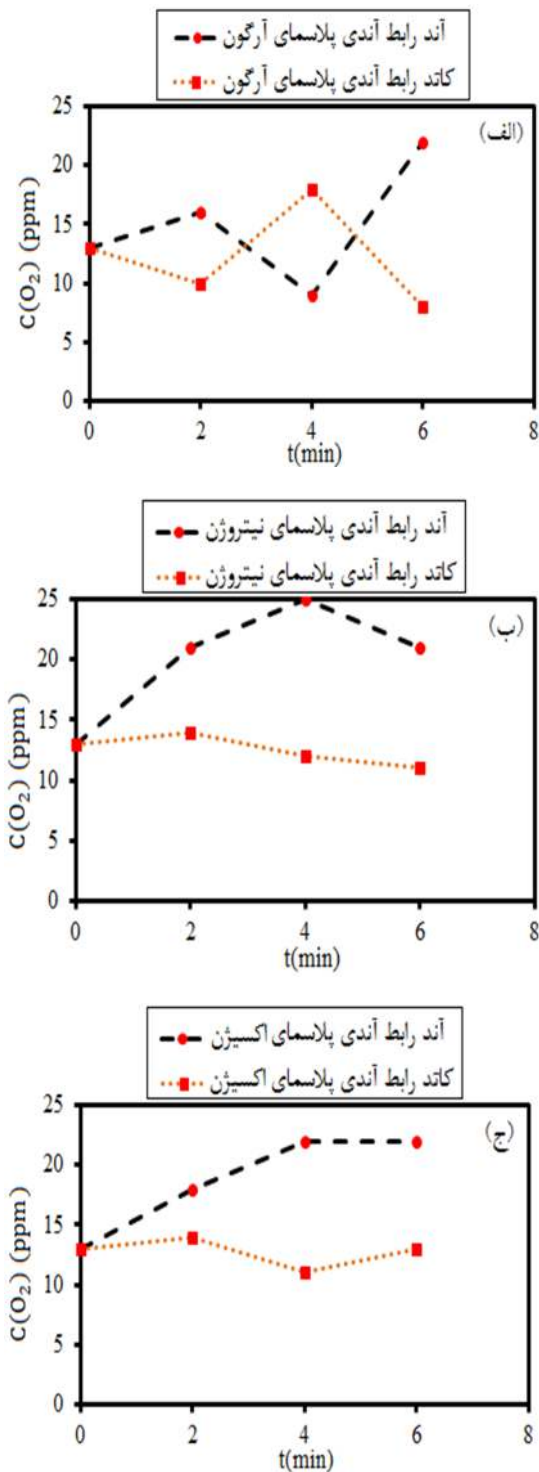 آند رابط آندی پلاسمای آرگون
کاتد رابط آندی پلاسمای آرگون
(الف)
25
20
15
10
5
0
C(O₂) (ppm)
0 2 4 6 8
t(min)
آند رابط آندی پلاسمای نیتروژن
کاتد رابط آندی پلاسمای نیتروژن
(ب)
25
20
15
10
5
0
C(O₂) (ppm)
0 2 4 6 8
t(min)
آند رابط آندی پلاسمای اکسیژن
کاتد رابط آندی پلاسمای اکسیژن
(ج)
25
20
15
10
5
0
C(O₂) (ppm)
0 2 4 6 8
t(min)